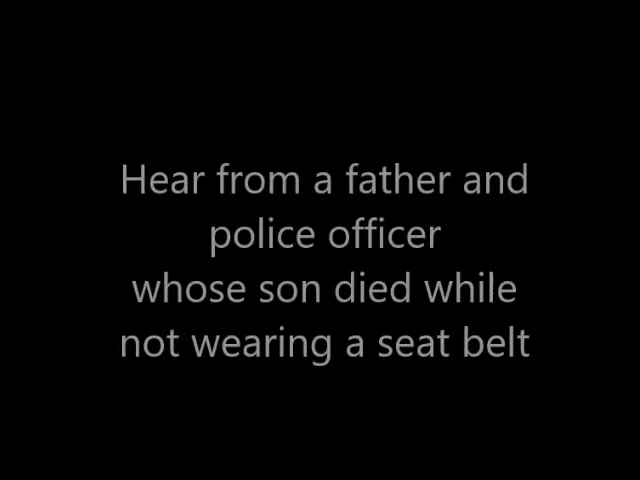 Hear from a father and
police officer
whose son died while
not wearing a seat belt